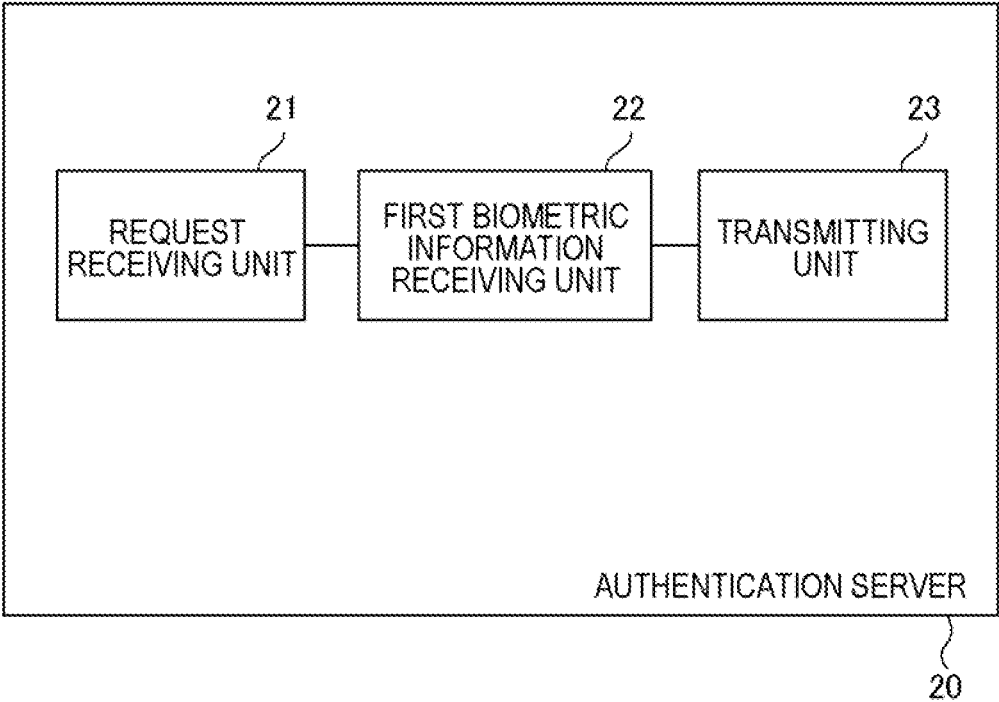 21
22
23
REQUEST
RECEIVING UNIT
FIRST BIOMETRIC
INFORMATION
RECEIVING UNIT
TRANSMITTING
UNIT
AUTHENTICATION SERVER
20